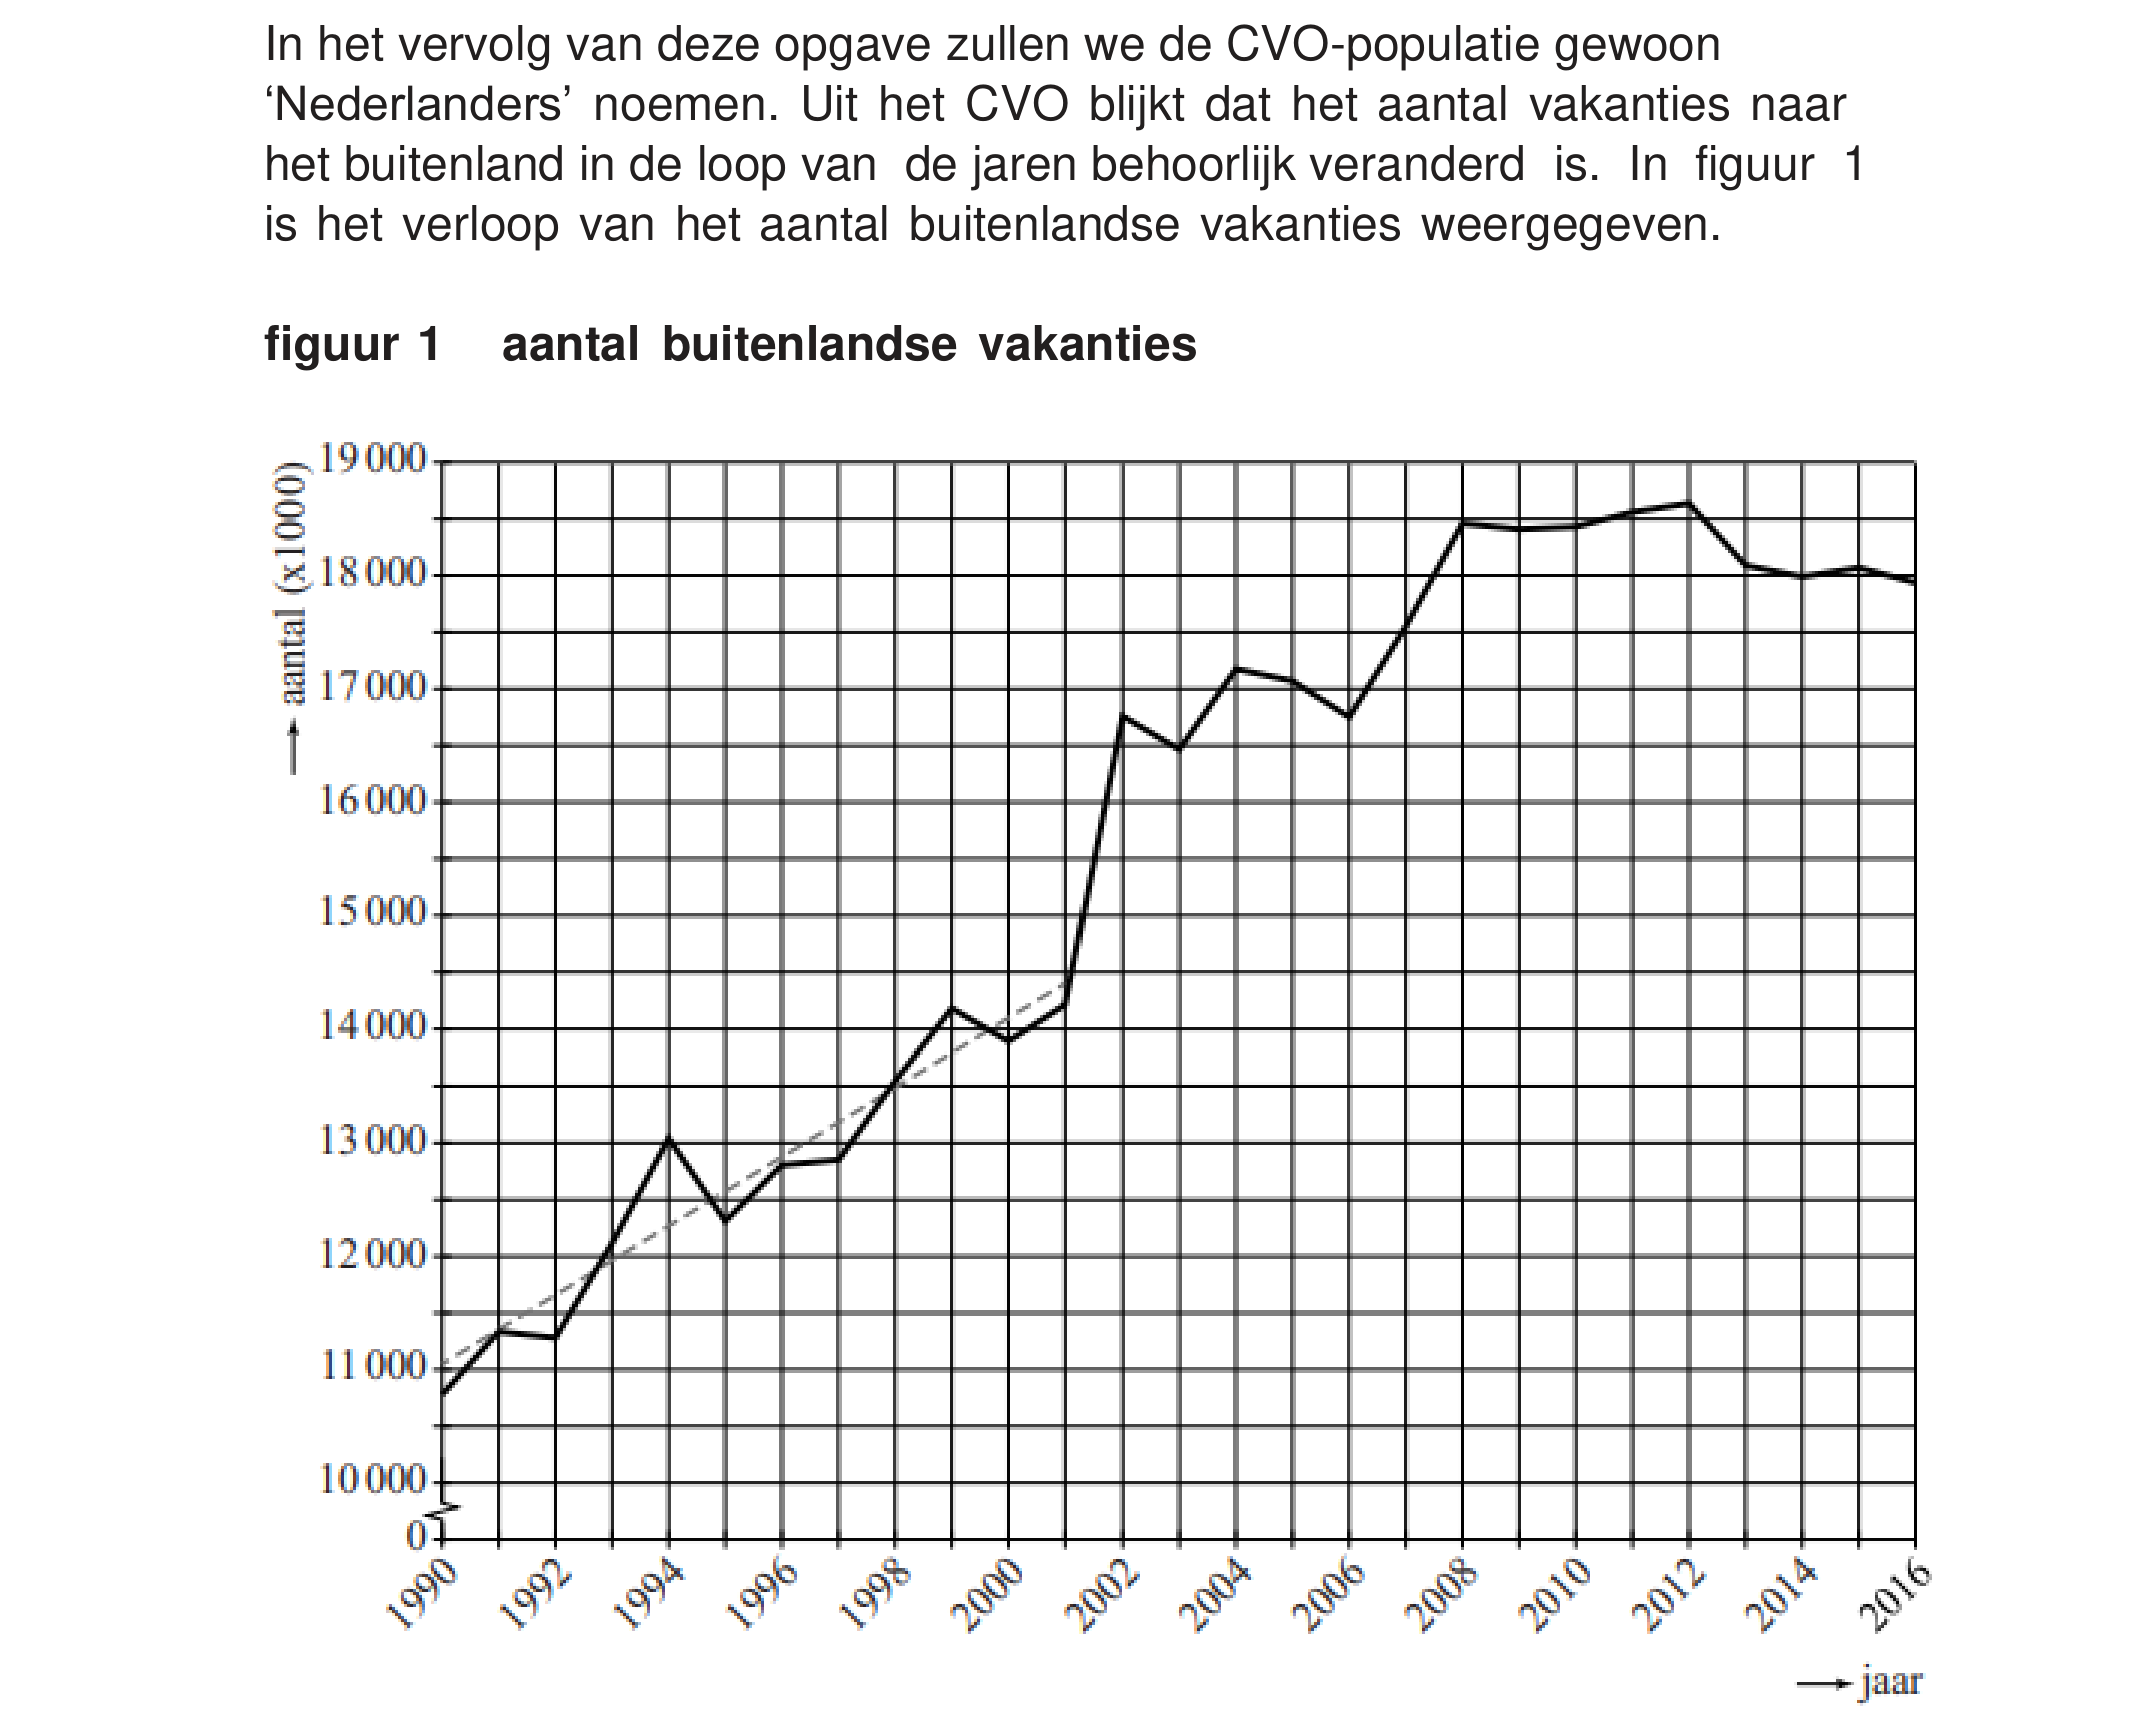 In het vervolg van deze opgave zullen we de CVO-populatie gewoon
‘Nederlanders’ noemen. Uit het CVO blijkt dat het aantal vakanties naar
het buitenland in de loop van de jaren behoorlijk veranderd is. In figuur 1
is het verloop van het aantal buitenlandse vakanties weergegeven.
figuur 1 aantal buitenlandse vakanties
aantal (x1000)
19 000
18 000
17 000
16 000
15 000
14 000
13 000
12 000
11 000
10 000
0
1990 1992 1994 1996 1998 2000 2002 2004 2006 2008 2010 2012 2014 2016
jaar